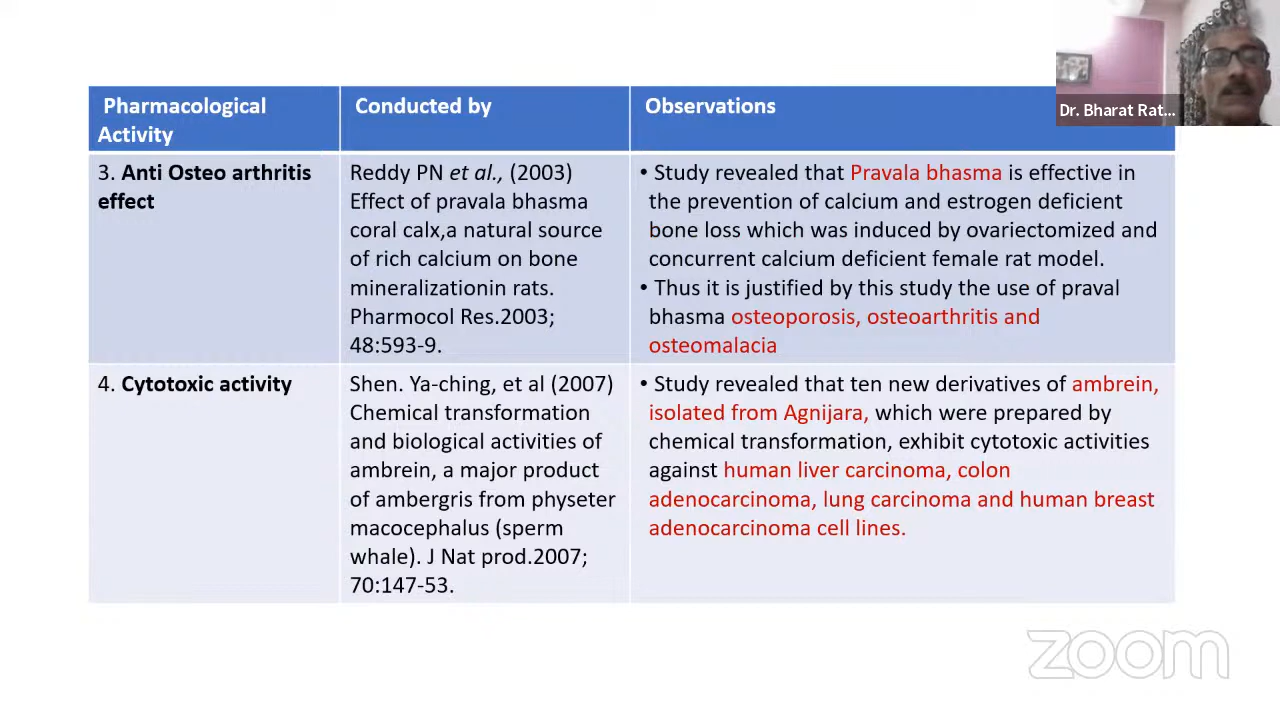 Pharmacological
Activity
Conducted by
Observations
Dr. Bharat Rat...
3. Anti Osteo arthritis
effect
Reddy PN et al., (2003)
Effect of pravala bhasma
coral calx,a natural source
of rich calcium on bone
mineralizationin rats.
Pharmocol Res.2003;
48:593-9.
• Study revealed that Pravala bhasma is effective in
the prevention of calcium and estrogen deficient
bone loss which was induced by ovariectomized and
concurrent calcium deficient female rat model.
• Thus it is justified by this study the use of praval
bhasma osteoporosis, osteoarthritis and
osteomalacia
4. Cytotoxic activity
Shen. Ya-ching, et al (2007)
Chemical transformation
and biological activities of
ambrein, a major product
of ambergris from physeter
macocephalus (sperm
whale). J Nat prod.2007;
70:147-53.
• Study revealed that ten new derivatives of ambrein,
isolated from Agnijara, which were prepared by
chemical transformation, exhibit cytotoxic activities
against human liver carcinoma, colon
adenocarcinoma, lung carcinoma and human breast
adenocarcinoma cell lines.
zoom